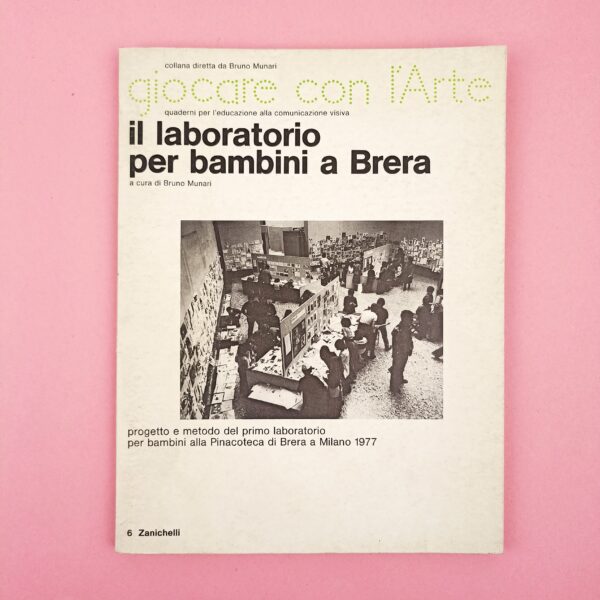 collana diretta da Bruno Munari
giocare con l'Arte
quaderni per l'educazione alla comunicazione visiva
il laboratorio
per bambini a Brera
a cura di Bruno Munari
progetto e metodo del primo laboratorio
per bambini alla Pinacoteca di Brera a Milano 1977
6 Zanichelli